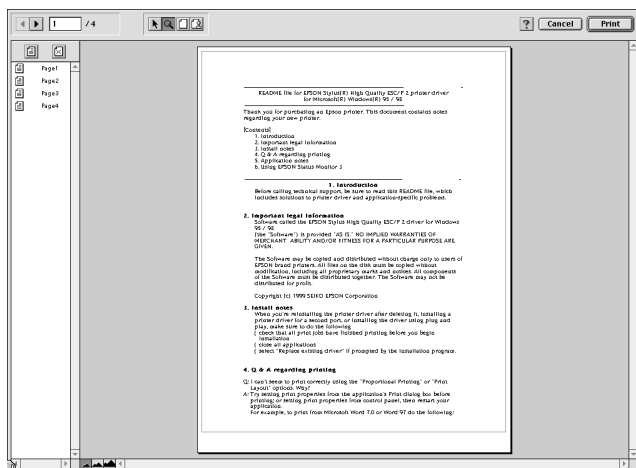 1 / 4
? Cancel Print
Page1
Page2
Page3
Page4
README file for EPSON Stylus(R) High Quality ESC/P 2 printer driver
for Microsoft(R) Windows(R) 95 / 98
Thank you for purchasing an Epson printer. This document contains notes
regarding your new printer.
[Contents]
1. Introduction
2. Important legal information
3. Install notes
4. Q & A regarding printing
5. Application notes
6. Using EPSON Status Monitor 3
1. Introduction
Before calling technical support, be sure to read this README file, which
includes solutions to printer driver and application-specific problems.
2. Important legal information
Software called the EPSON Stylus High Quality ESC/P 2 driver for Windows
95 / 98
(the "Software") is provided "AS IS." NO IMPLIED WARRANTIES OF
MERCHANT ABILITY AND/OR FITNESS FOR A PARTICULAR PURPOSE ARE
GIVEN.
The Software may be copied and distributed without charge only to users of
EPSON brand printers. All files on the disk must be copied without
modification, including all proprietary marks and notices. All components
of the Software must be distributed together. The Software may not be
distributed for profit.
Copyright (c) 1999 SEIKO EPSON Corporation
3. Install notes
When you're reinstalling the printer driver after deleting it, installing a
printer driver for a second port, or installing the driver using plug and
play, make sure to do the following
{ check that all print jobs have finished printing before you begin
installation
{ close all applications
{ select "Replace existing driver" if prompted by the installation program.
4. Q & A regarding printing
Q: I can't seem to print correctly using the "Proportional Printing" or "Print
Layout" options. Why?
A: Try setting print properties from the application's Print dialog box before
printing; or setting print properties from control panel, then restart your
application.
For example, to print from Microsoft Word 7.0 or Word 97 do the following: